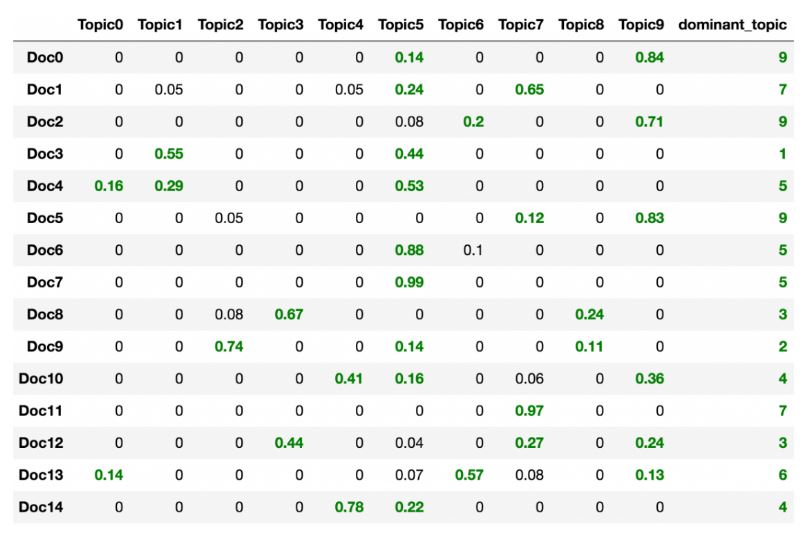 Topic0 Topic1 Topic2 Topic3 Topic4 Topic5 Topic6 Topic7 Topic8 Topic9 dominant_topic
Doc0 0 0 0 0 0 0.14 0 0 0 0.84 9
Doc1 0 0.05 0 0 0.05 0.24 0 0.65 0 0 7
Doc2 0 0 0 0 0 0.08 0.2 0 0 0.71 9
Doc3 0 0.55 0 0 0 0.44 0 0 0 0 1
Doc4 0.16 0.29 0 0 0 0.53 0 0 0 0 5
Doc5 0 0 0.05 0 0 0 0 0.12 0 0.83 9
Doc6 0 0 0 0 0 0.88 0.1 0 0 0 5
Doc7 0 0 0 0 0 0.99 0 0 0 0 5
Doc8 0 0 0.08 0.67 0 0 0 0 0.24 0 3
Doc9 0 0 0.74 0 0 0.14 0 0 0.11 0 2
Doc10 0 0 0 0 0.41 0.16 0 0.06 0 0.36 4
Doc11 0 0 0 0 0 0 0 0.97 0 0 7
Doc12 0 0 0 0.44 0 0.04 0 0.27 0 0.24 3
Doc13 0.14 0 0 0 0 0.07 0.57 0.08 0 0.13 6
Doc14 0 0 0 0 0.78 0.22 0 0 0 0 4